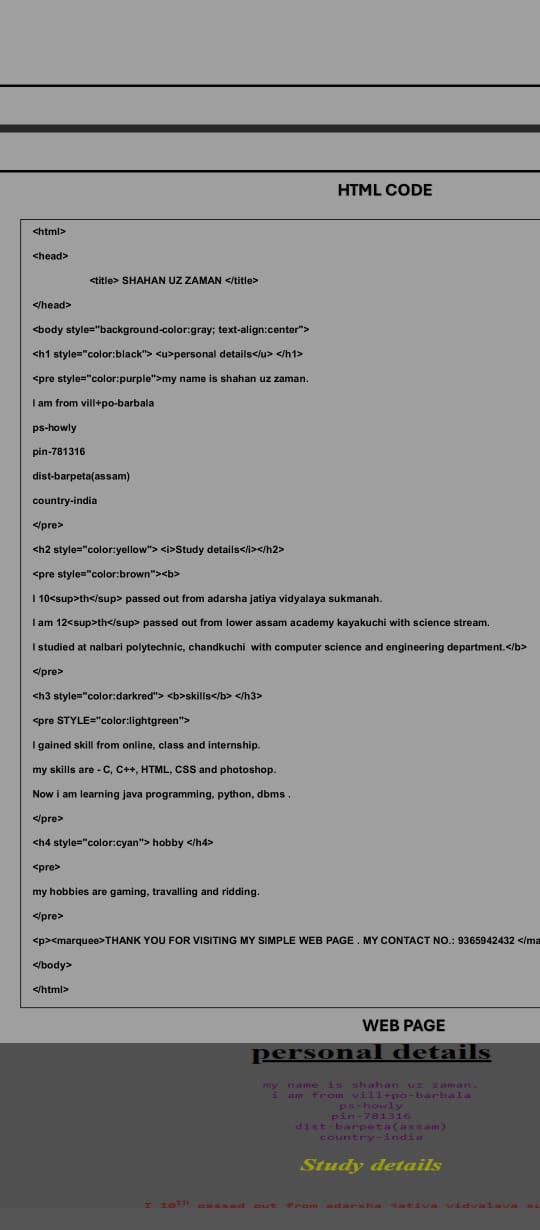 HTML CODE
<html>
<head>
<title> SHAHAN UZ ZAMAN </title>
</head>
<body style="background-color:gray; text-align:center">
<h1 style="color:black"> <u>personal details</u> </h1>
<pre style="color:purple">my name is shahan uz zaman.
I am from vill+po-barbala
ps-howly
pin-781316
dist-barpeta(assam)
country-india
</pre>
<h2 style="color:yellow"> <i>Study details</i></h2>
<pre style="color:brown"><b>
I 10<sup>th</sup> passed out from adarsha jatiya vidyalaya sukmanah.
I am 12<sup>th</sup> passed out from lower assam academy kayakuchi with science stream.
I studied at nalbari polytechnic, chandkuchi  with computer science and engineering department.</b>
</pre>
<h3 style="color:darkred"> <b>skills</b> </h3>
<pre STYLE="color:lightgreen">
I gained skill from online, class and internship.
my skills are - C, C++, HTML, CSS and photoshop.
Now i am learning java programming, python, dbms .
</pre>
<h4 style="color:cyan"> hobby </h4>
<pre>
my hobbies are gaming, travalling and ridding.
</pre>
<p><marquee>THANK YOU FOR VISITING MY SIMPLE WEB PAGE . MY CONTACT NO.: 9365942432 </ma
</body>
</html>
WEB PAGE
personal details
my name is shahan uz zaman.
i am from vill+po-barbala
ps-howly
pin-781316
dist-barpeta(assam)
country-india
Study details
I 10th passed out from adarsha jatiya vidyalaya su